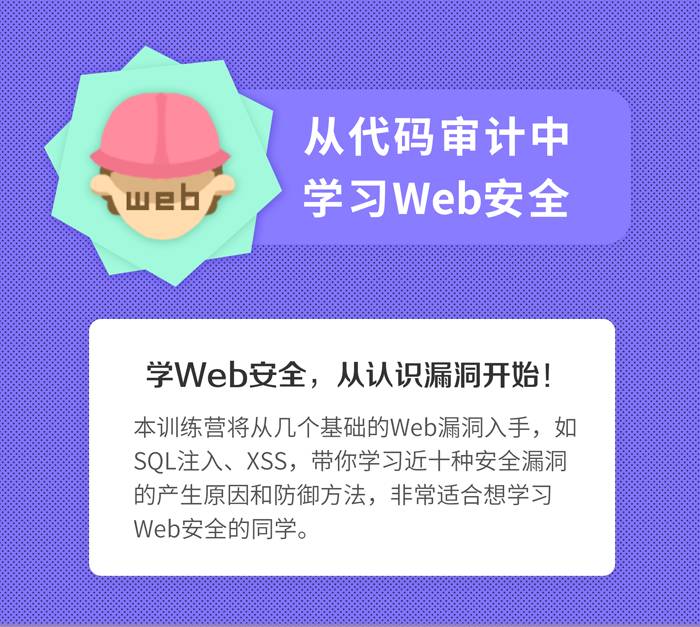 从代码审计中
学习Web安全
web
学Web安全，从认识漏洞开始！
本训练营将从几个基础的Web漏洞入手，如
SQL注入、XSS，带你学习近十种安全漏洞
的产生原因和防御方法，非常适合想学习
Web安全的同学。